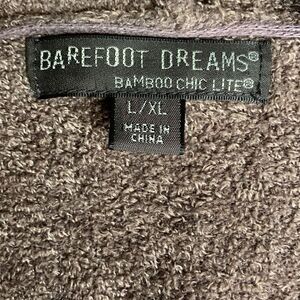 BAREFOOT DREAMS®
BAMBOO CHIC LITE®
L/XL
MADE IN
CHINA